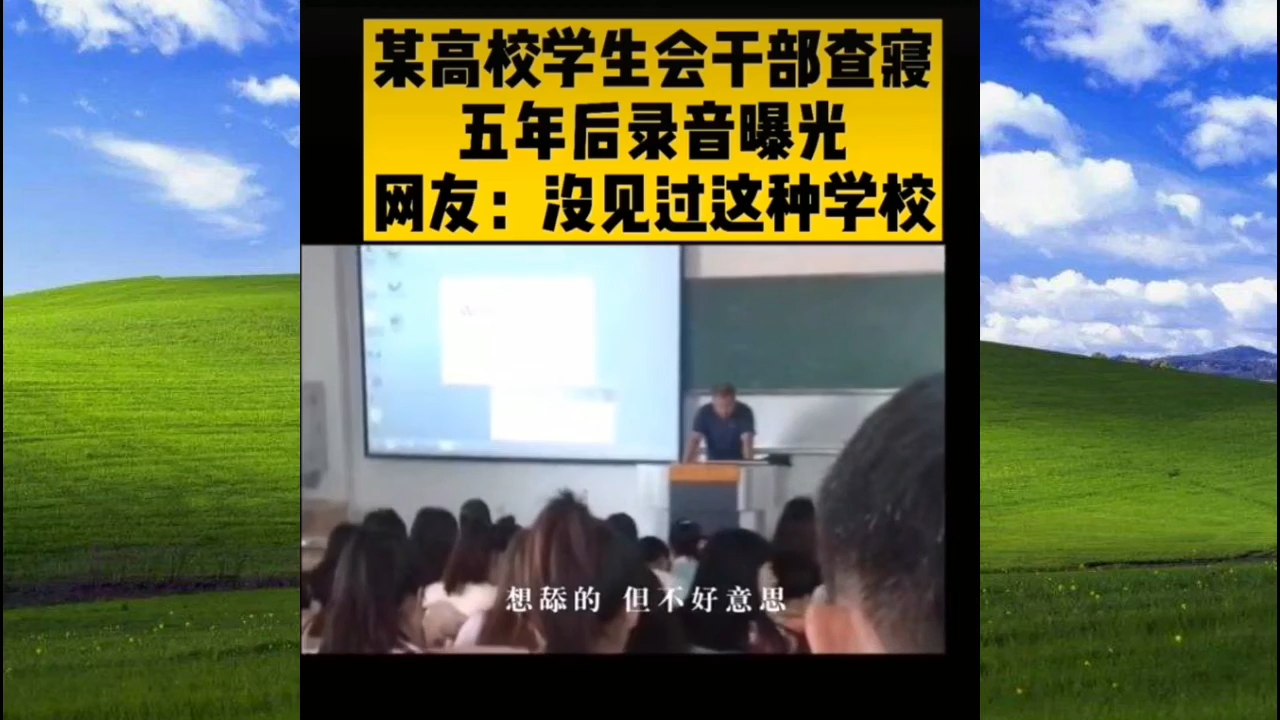 某高校学生会干部查寝
五年后录音曝光
网友：没见过这种学校
想舔的 但不好意思